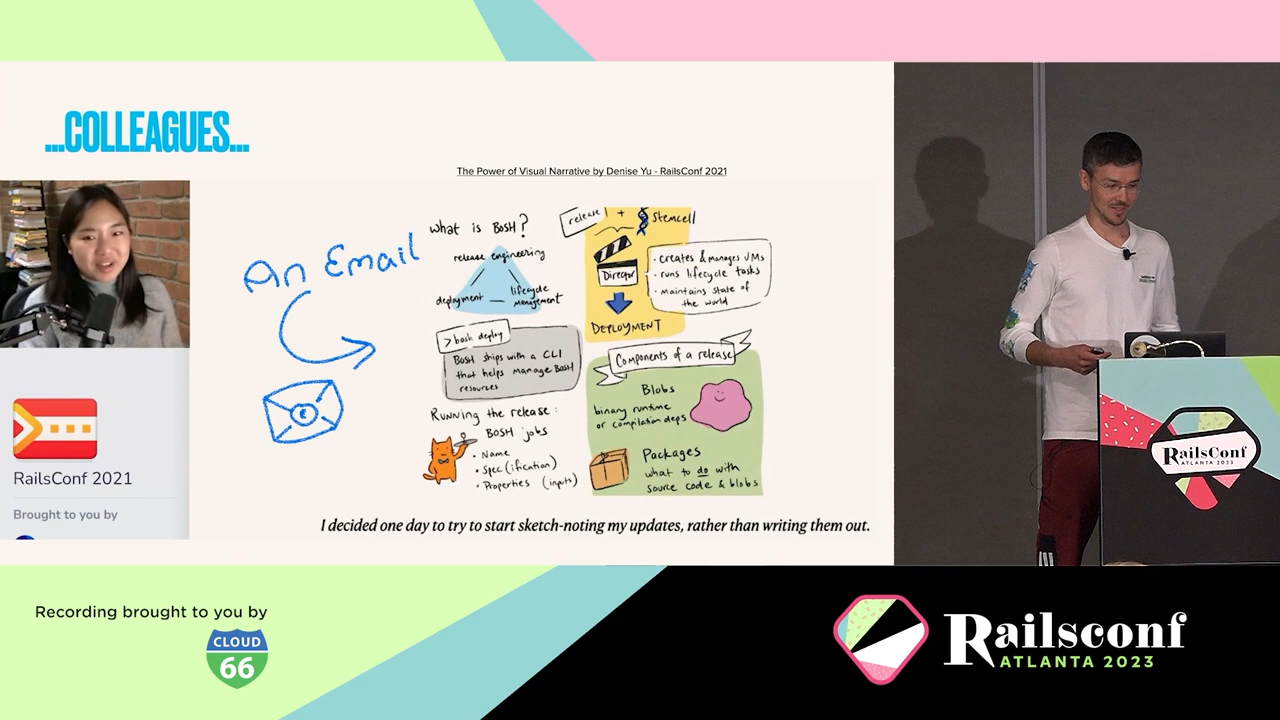 ...COLLEAGUES...
The Power of Visual Narrative by Denise Yu - RailsConf 2021
An Email
What is BOSH?
release engineering
deployment
lifecycle
management
release + Stemcell
Director
• creates & manages VMs
• runs lifecycle tasks
• maintains state of
the world
DEPLOYMENT
> bosh deploy
BOSH ships with a CLI
that helps manage BOSH
resources
Components of a release
Running the release:
BOSH jobs
• Name
• Spec (ification)
• Properties (inputs)
Blobs
binary runtime
or compilation deps
Packages
what to do with
source code & blobs
RailsConf 2021
Brought to you by
I decided one day to try to start sketch-noting my updates, rather than writing them out.
RailsConf
ATLANTA 2023
Recording brought to you by
CLOUD
66
Railsconf
ATLANTA 2023